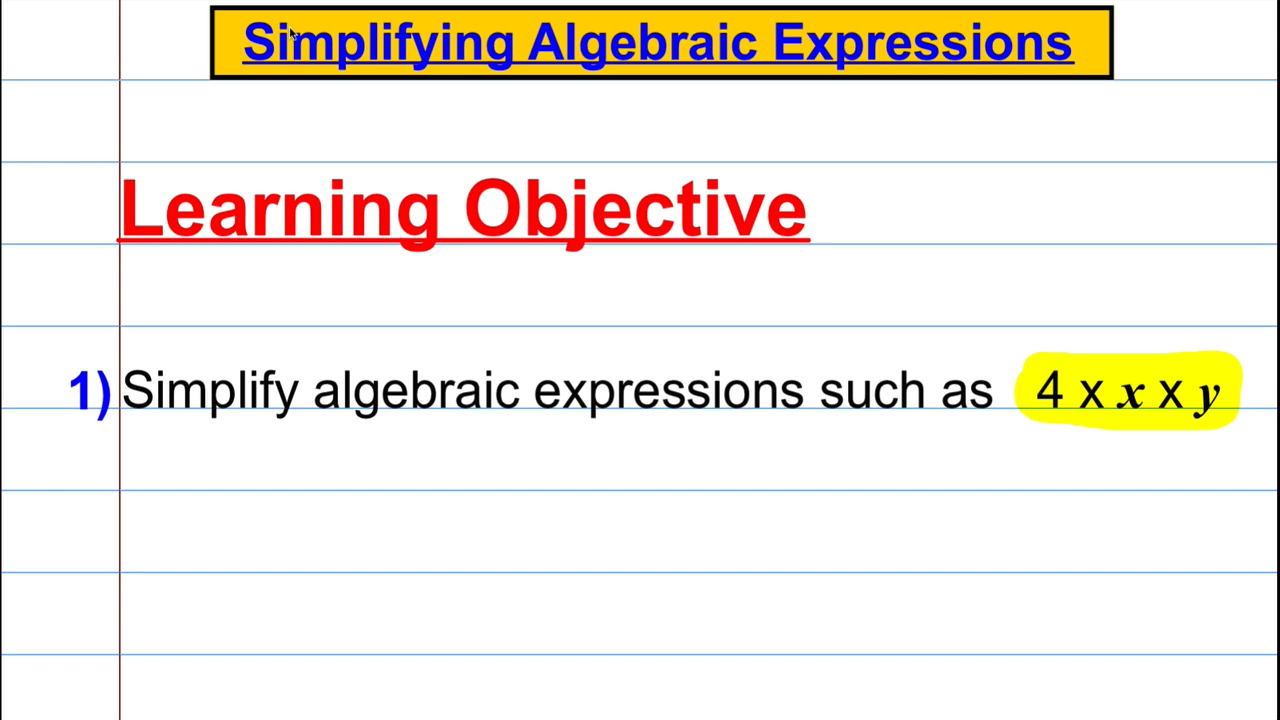 Simplifying Algebraic Expressions
Learning Objective
1) Simplify algebraic expressions such as 4 x x x y